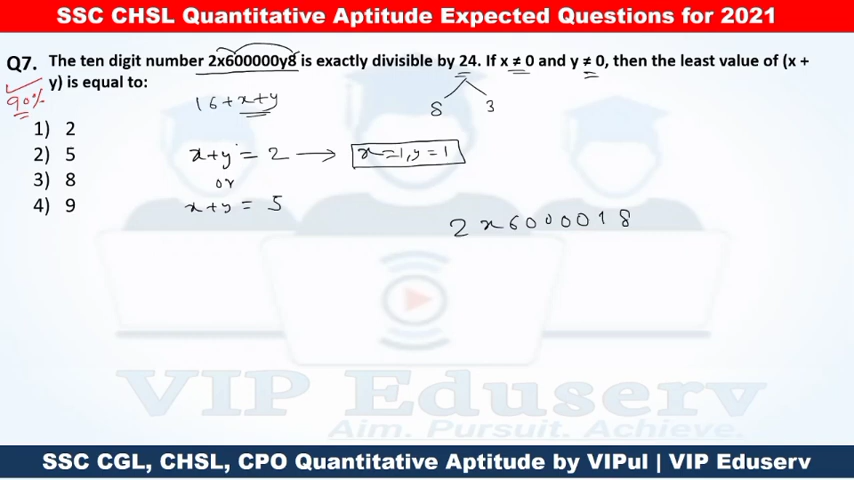 SSC CHSL Quantitative Aptitude Expected Questions for 2021
Q7. The ten digit number 2x600000y8 is exactly divisible by 24. If x ≠ 0 and y ≠ 0, then the least value of (x +
y) is equal to:
90%
16+x+y
8 3
1) 2
2) 5
3) 8
4) 9
x+y = 2 → x=1, y=1
or
x+y = 5
2x6000018
VIP Eduserv
Aim. Pursuit. Achieve.
SSC CGL, CHSL, CPO Quantitative Aptitude by VIPul | VIP Eduserv